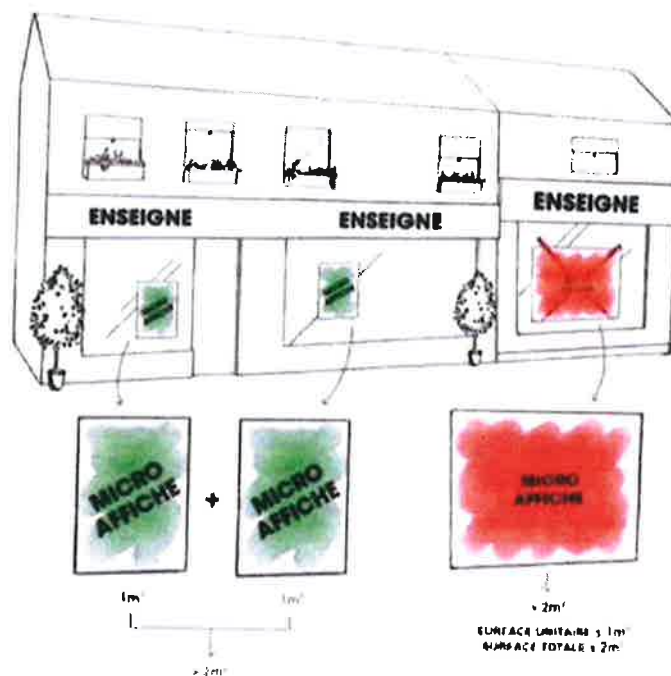 ENSEIGNE
ENSEIGNE
ENSEIGNE
MICRO
AFFICHE
+
MICRO
AFFICHE
MICRO
AFFICHE
1m²
1m²
2m²
2m²
SURFACE UNITAIRE ≤ 1m²
SURFACE TOTALE ≤ 2m²